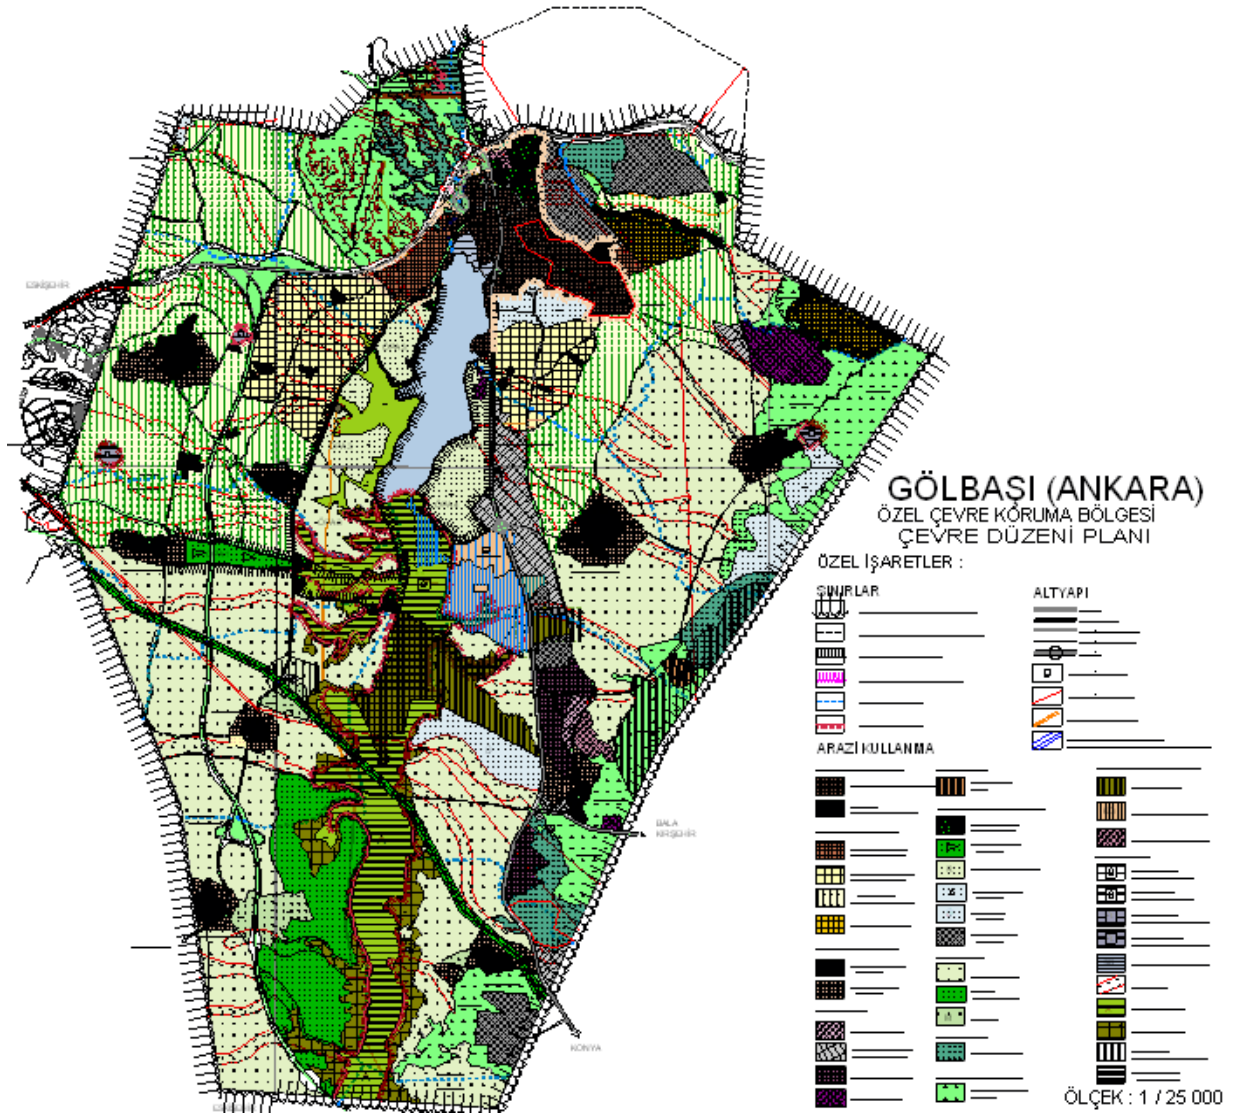 ESKİŞEHİR
GÖLBAŞI (ANKARA)
ÖZEL ÇEVRE KORUMA BÖLGESİ
ÇEVRE DÜZENİ PLANI
ÖZEL İŞARETLER :
SINIRLAR
ALTYAPI
ARAZİ KULLANMA
BALA
KIRŞEHİR
KONYA
ÖLÇEK : 1 / 25 000